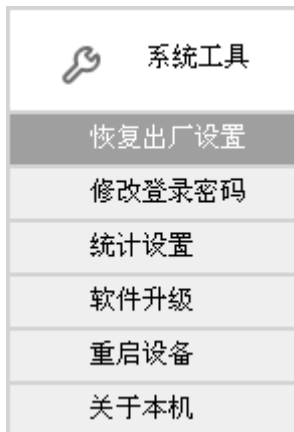 系统工具
恢复出厂设置
修改登录密码
统计设置
软件升级
重启设备
关于本机